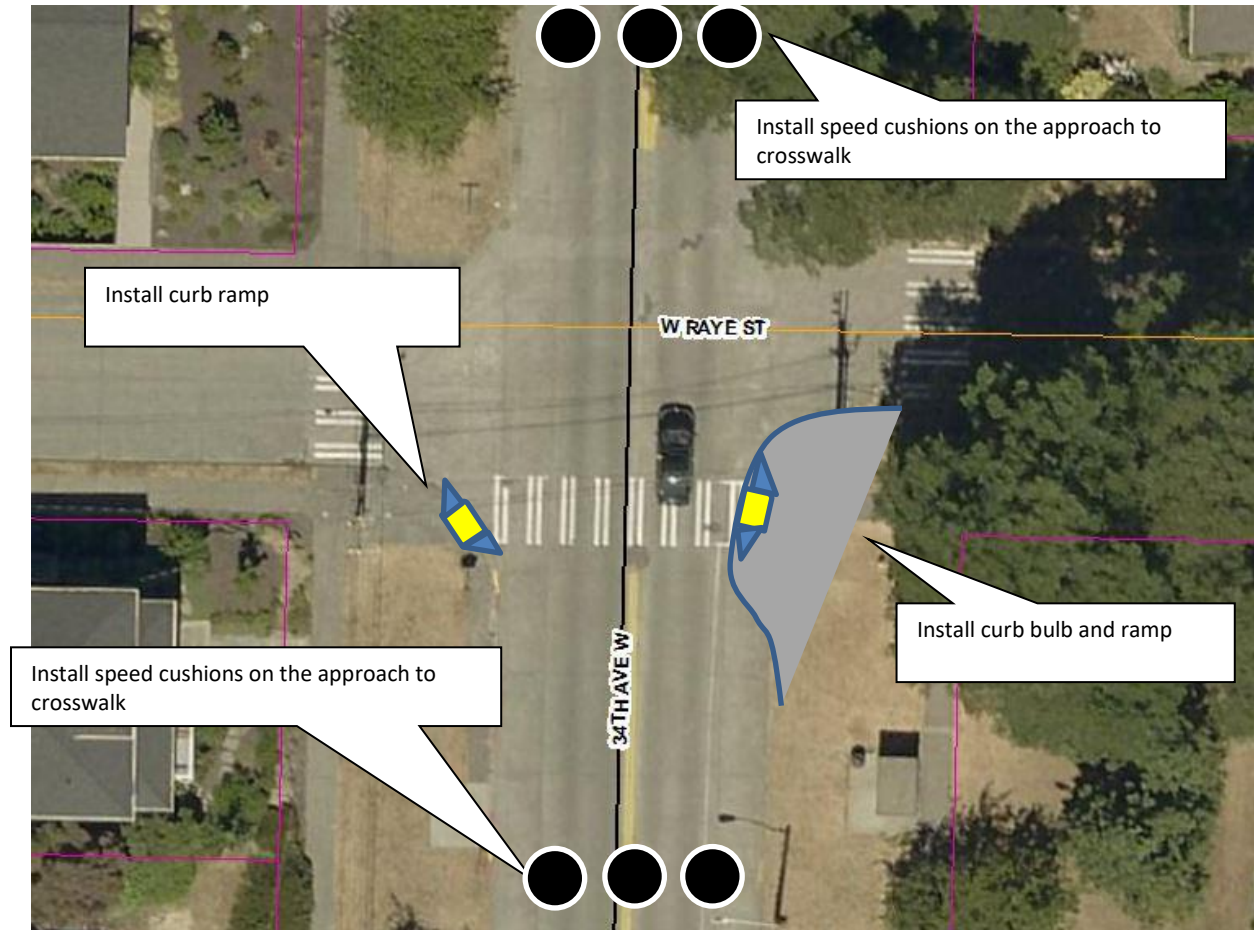 Install speed cushions on the approach to
crosswalk
Install curb ramp
W RAYE ST
Install curb bulb and ramp
Install speed cushions on the approach to
crosswalk
34TH AVE W